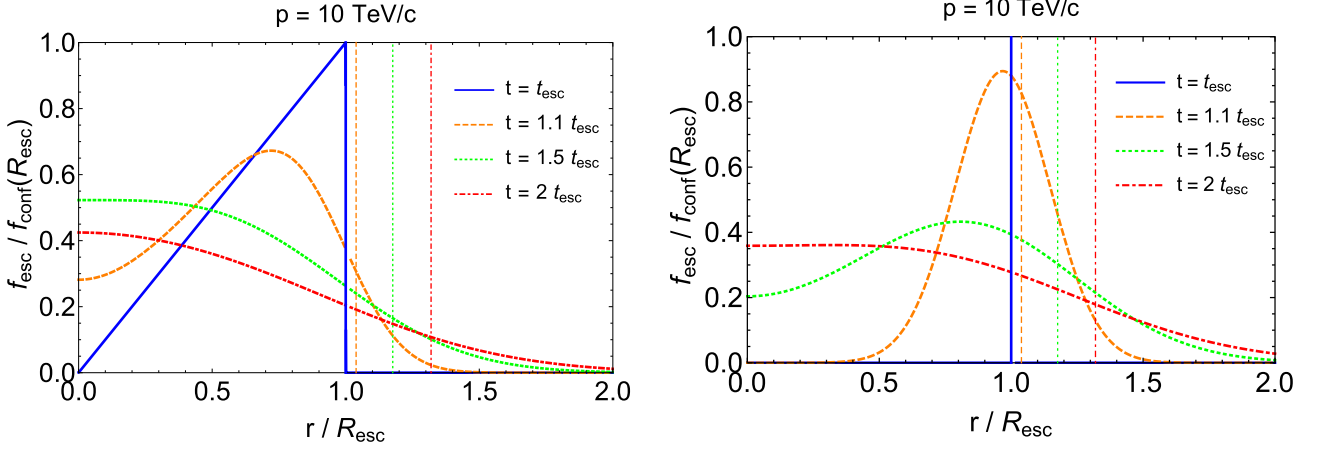 p = 10 TeV/c
f_esc / f_conf(R_esc)
1.0
0.8
0.6
0.4
0.2
0.0
t = t_esc
t = 1.1 t_esc
t = 1.5 t_esc
t = 2 t_esc
0.0 0.5 1.0 1.5 2.0
r / R_esc
p = 10 TeV/c
f_esc / f_conf(R_esc)
1.0
0.8
0.6
0.4
0.2
0.0
t = t_esc
t = 1.1 t_esc
t = 1.5 t_esc
t = 2 t_esc
0.0 0.5 1.0 1.5 2.0
r / R_esc